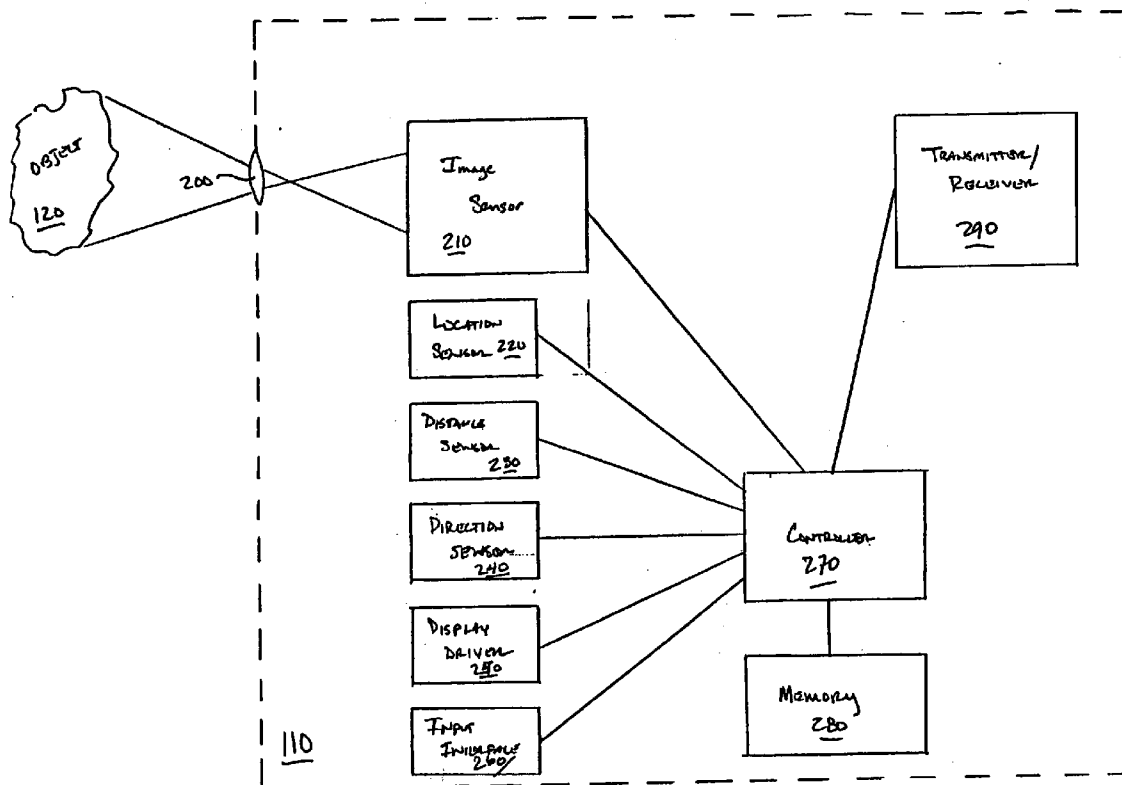 OBJECT
120
200
Image
Sensor
210
TRANSMITTER/
RECEIVER
290
LOCATION
SENSOR 220
DISTANCE
SENSOR
230
DIRECTION
SENSOR
240
CONTROLLER
270
DISPLAY
DRIVER
250
MEMORY
280
INPUT
INTERFACE
260
110